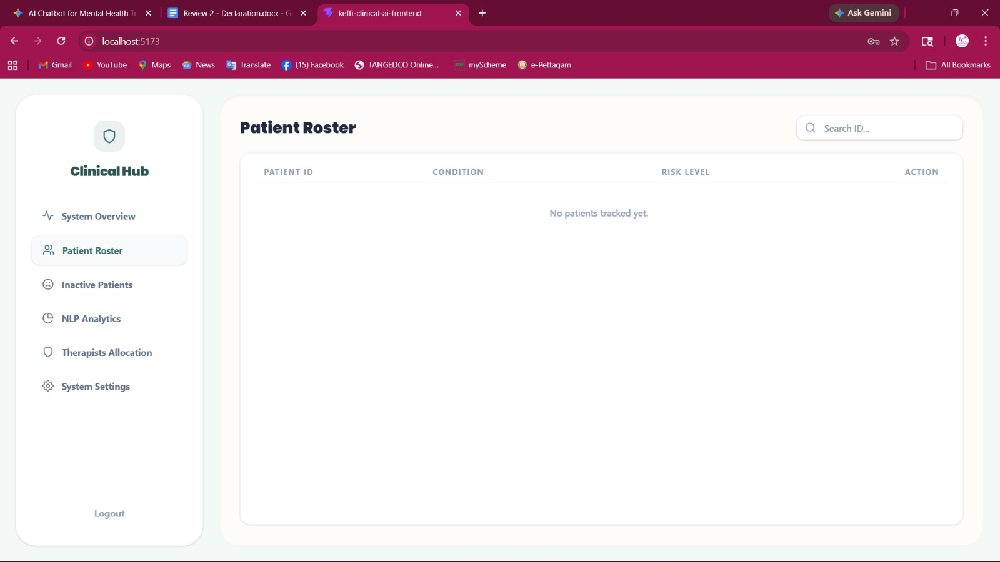 AI Chatbot for Mental Health Tr
Review 2 - Declaration.docx - G
keffi-clinical-ai-frontend
Ask Gemini
localhost:5173
Gmail
YouTube
Maps
News
Translate
(15) Facebook
TANGEDCO Online...
my
myScheme
e-Pettagam
All Bookmarks
Clinical Hub
System Overview
Patient Roster
Inactive Patients
NLP Analytics
Therapists Allocation
System Settings
Logout
Patient Roster
Search ID...
PATIENT ID CONDITION RISK LEVEL ACTION
No patients tracked yet.